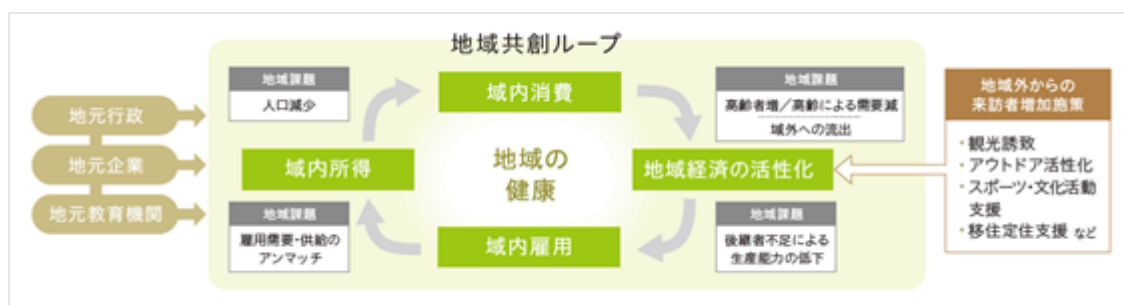 地域共創ループ
地元行政
地元企業
地元教育機関
地域課題
人口減少
域内消費
地域課題
高齢者増／高齢による需要減
域外への流出
域内所得
地域の
健康
地域経済の活性化
地域課題
雇用需要・供給の
アンマッチ
域内雇用
地域課題
後継者不足による
生産能力の低下
地域外からの
来訪者増加施策
・観光誘致
・アウトドア活性化
・スポーツ・文化活動
支援
・移住定住支援 など